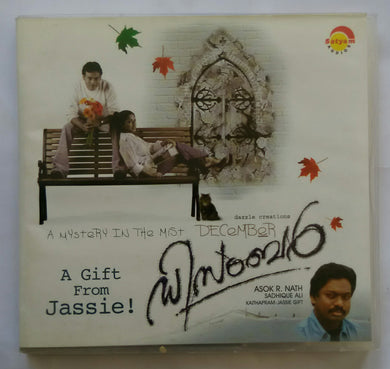 Satyam
AUDIO
dazzle creations
A MYSTERY IN THE MIST DECEMBER
ഡിസംബർ
A Gift
From
Jassie!
ASOK R. NATH
SADHIQUE ALI
KAITHAPRAM-JASSIE GIFT